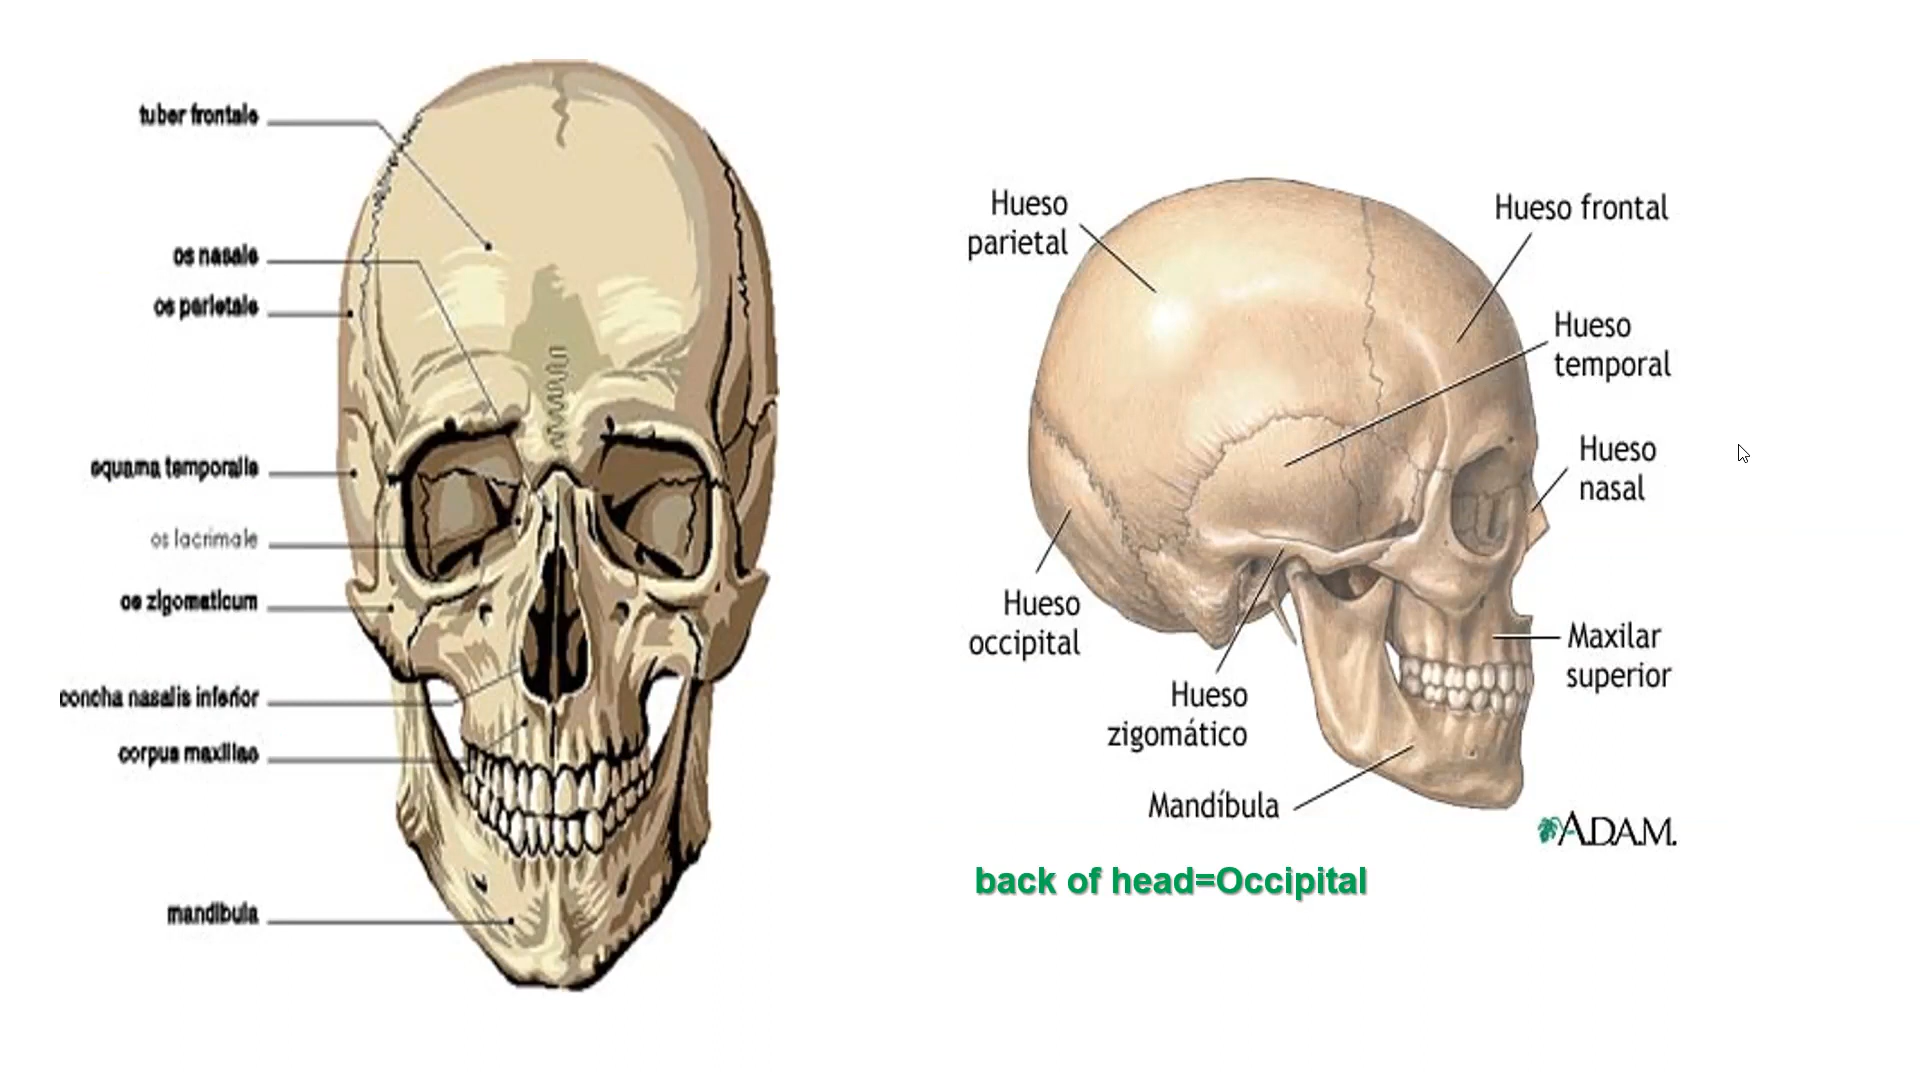 tuber frontale
os nasale
os parietale
squama temporalis
os lacrimale
os zigomaticum
concha nasalis inferior
corpus maxillae
mandibula
Hueso
parietal
Hueso frontal
Hueso
temporal
Hueso
nasal
Hueso
occipital
Hueso
zigomático
Maxilar
superior
Mandíbula
A.D.A.M.
back of head=Occipital